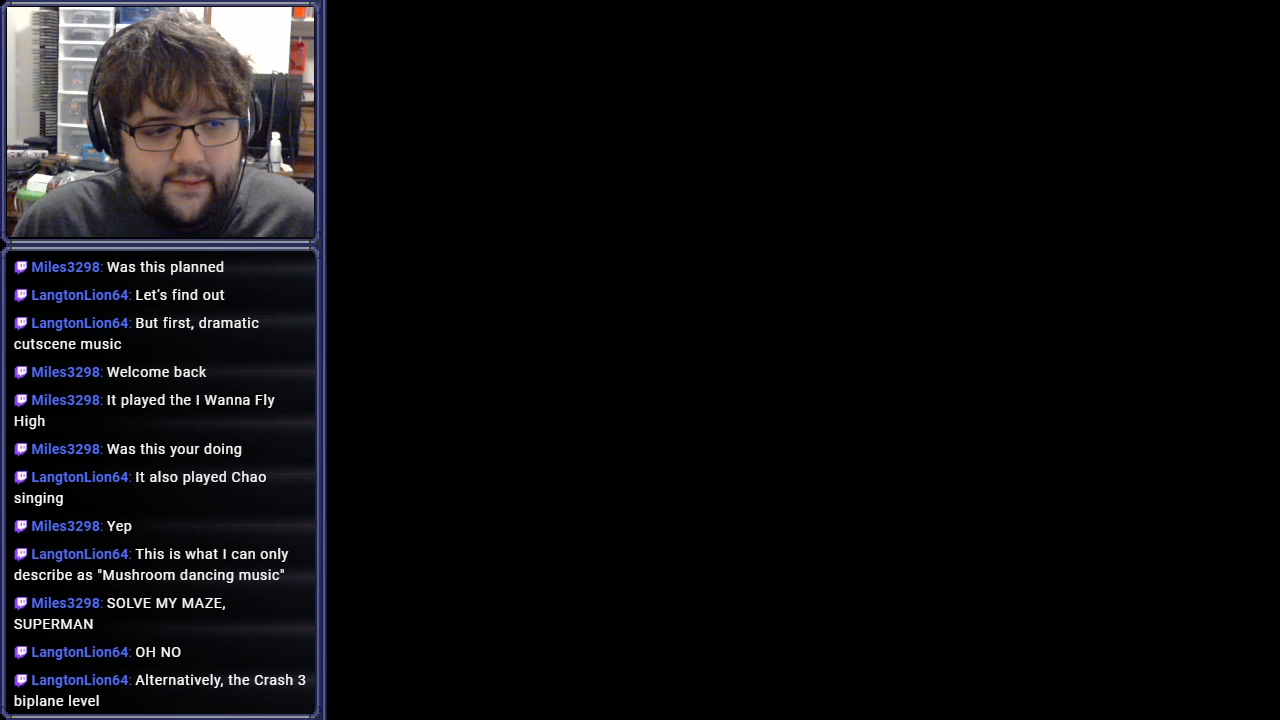 Miles3298: Was this planned
LangtonLion64: Let's find out
LangtonLion64: But first, dramatic
cutscene music
Miles3298: Welcome back
Miles3298: It played the I Wanna Fly
High
Miles3298: Was this your doing
LangtonLion64: It also played Chao
singing
Miles3298: Yep
LangtonLion64: This is what I can only
describe as "Mushroom dancing music"
Miles3298: SOLVE MY MAZE,
SUPERMAN
LangtonLion64: OH NO
LangtonLion64: Alternatively, the Crash 3
biplane level